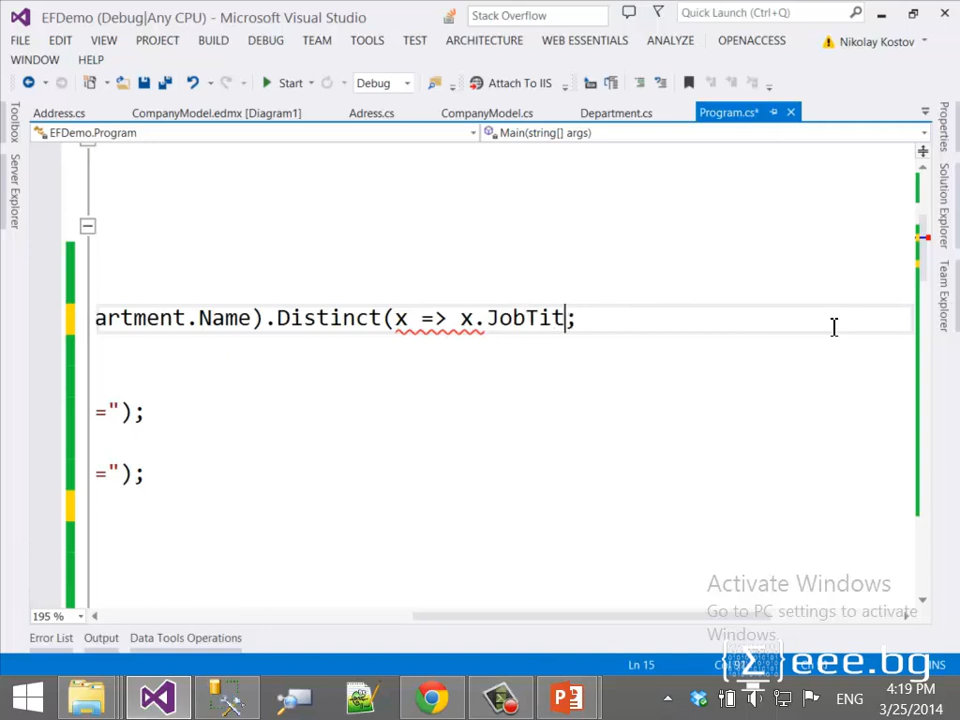 EFDemo (Debug|Any CPU) - Microsoft Visual Studio
Stack Overflow
Quick Launch (Ctrl+Q)
FILE EDIT VIEW PROJECT BUILD DEBUG TEAM TOOLS TEST ARCHITECTURE WEB ESSENTIALS ANALYZE OPENACCESS
Nikolay Kostov
WINDOW HELP
Start Debug Attach To IIS
Address.cs CompanyModel.edmx [Diagram1] Adress.cs CompanyModel.cs Department.cs Program.cs*
EFDemo.Program
Main(string[] args)
Toolbox
Server Explorer
Properties
Solution Explorer
Team Explorer
artment.Name).Distinct(x => x.JobTit;
=");
=");
Activate Windows
Go to PC settings to activate
Windows.
195 %
Error List Output Data Tools Operations
Ln 15
eee.bg
ENG
4:19 PM
3/25/2014